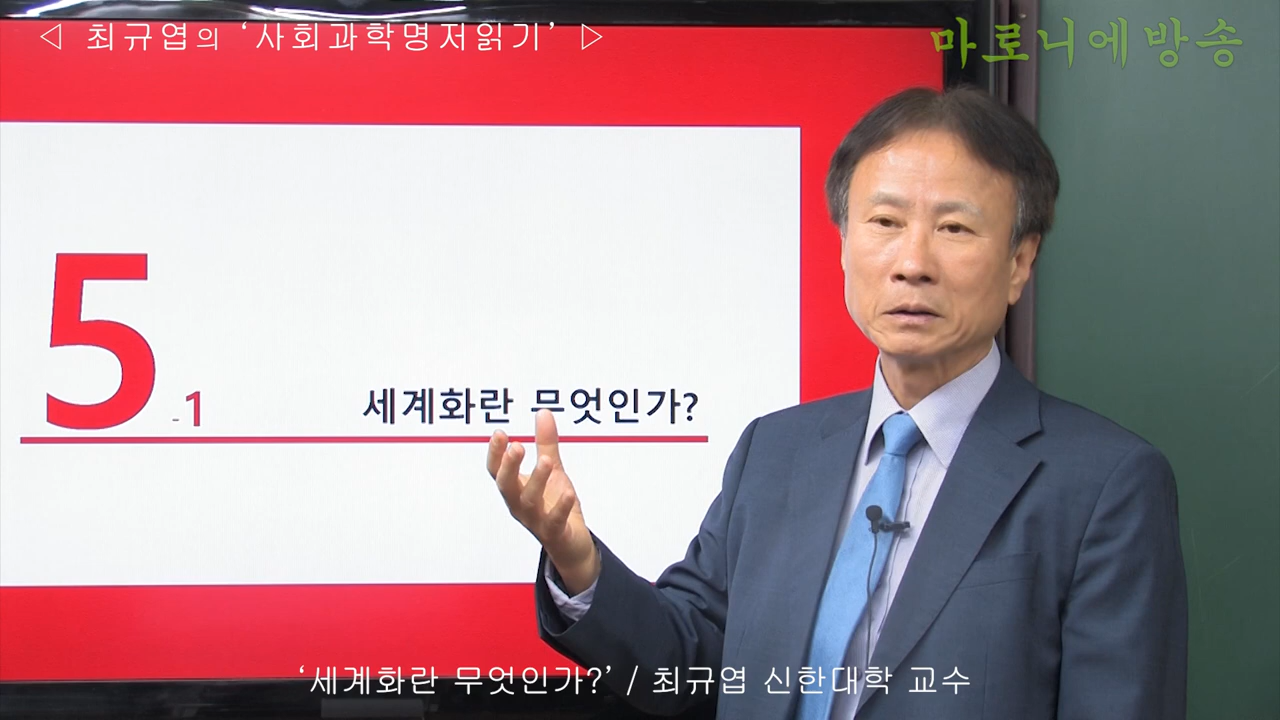 ◁ 최규엽의 ‘사회과학명저읽기’ ▷
마로니에방송
5-1
세계화란 무엇인가?
‘세계화란 무엇인가?’ / 최규엽 신한대학 교수